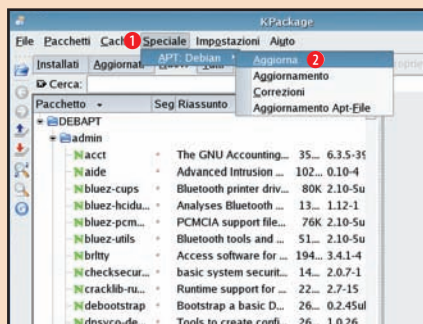 KPackage
File Pacchetti Cach Speciale Impostazioni Aiuto
1
Installati Aggiornati
APT: Debian
Aggiorna 2
Aggiornamento
Correzioni
Aggiornamento Apt-File
Cerca:
Pacchetto Seg Riassunto
DEBAPT
admin
acct The GNU Accounting... 35... 6.3.5-39
aide Advanced Intrusion ... 102... 0.10-4
bluez-cups Bluetooth printer driv... 80K 2.10-5u
bluez-hcidu... Analyses Bluetooth ... 13... 1.12-1
bluez-pcm... PCMCIA support file... 76K 2.10-5u
bluez-utils Bluetooth tools and ... 51... 2.10-5u
brltty Access software for ... 194... 3.4.1-4
checksecur... basic system securit... 14... 2.0.7-1
cracklib-ru... Runtime support for ... 22... 2.7-15
debootstrap Bootstrap a basic D... 26... 0.2.45ul
Tools to create confi... 26... 1.0.26